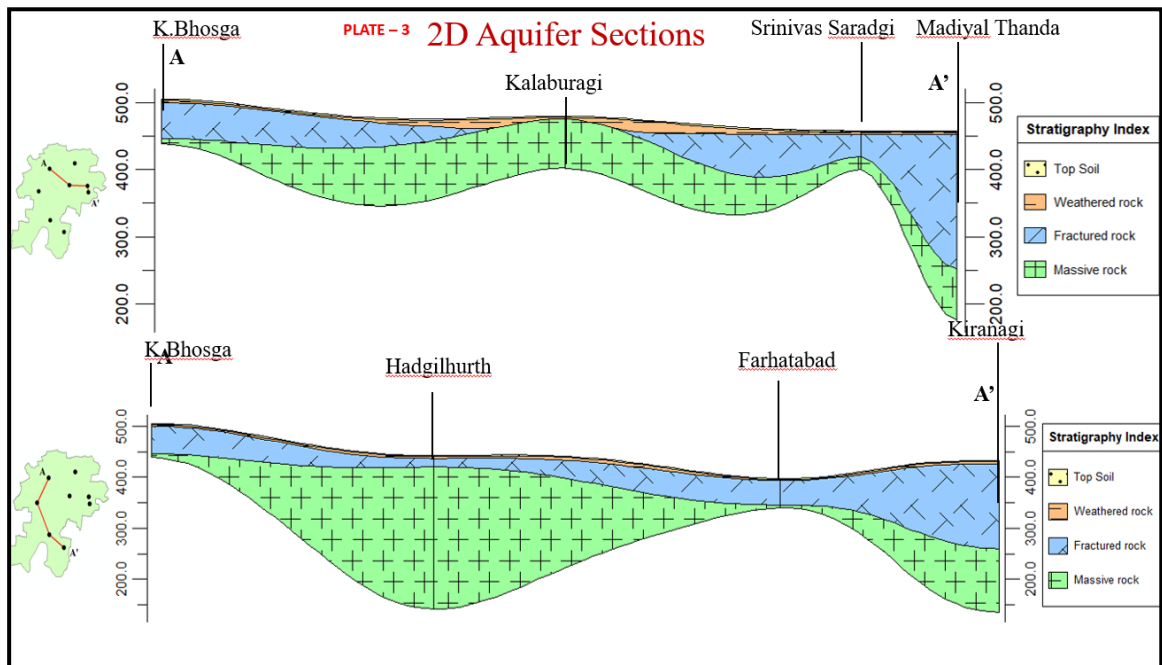 PLATE – 3 2D Aquifer Sections
K.Bhosga
Kalaburagi
Srinivas Saradgi
Madiyal Thanda
A
A'
500.0
400.0
300.0
200.0
500.0
400.0
300.0
200.0
A
A'
Stratigraphy Index
Top Soil
Weathered rock
Fractured rock
Massive rock
K.Bhosga
A
Hadgilhurth
Farhatabad
Kiranagi
A'
500.0
400.0
300.0
200.0
500.0
400.0
300.0
200.0
A
A'
Stratigraphy Index
Top Soil
Weathered rock
Fractured rock
Massive rock